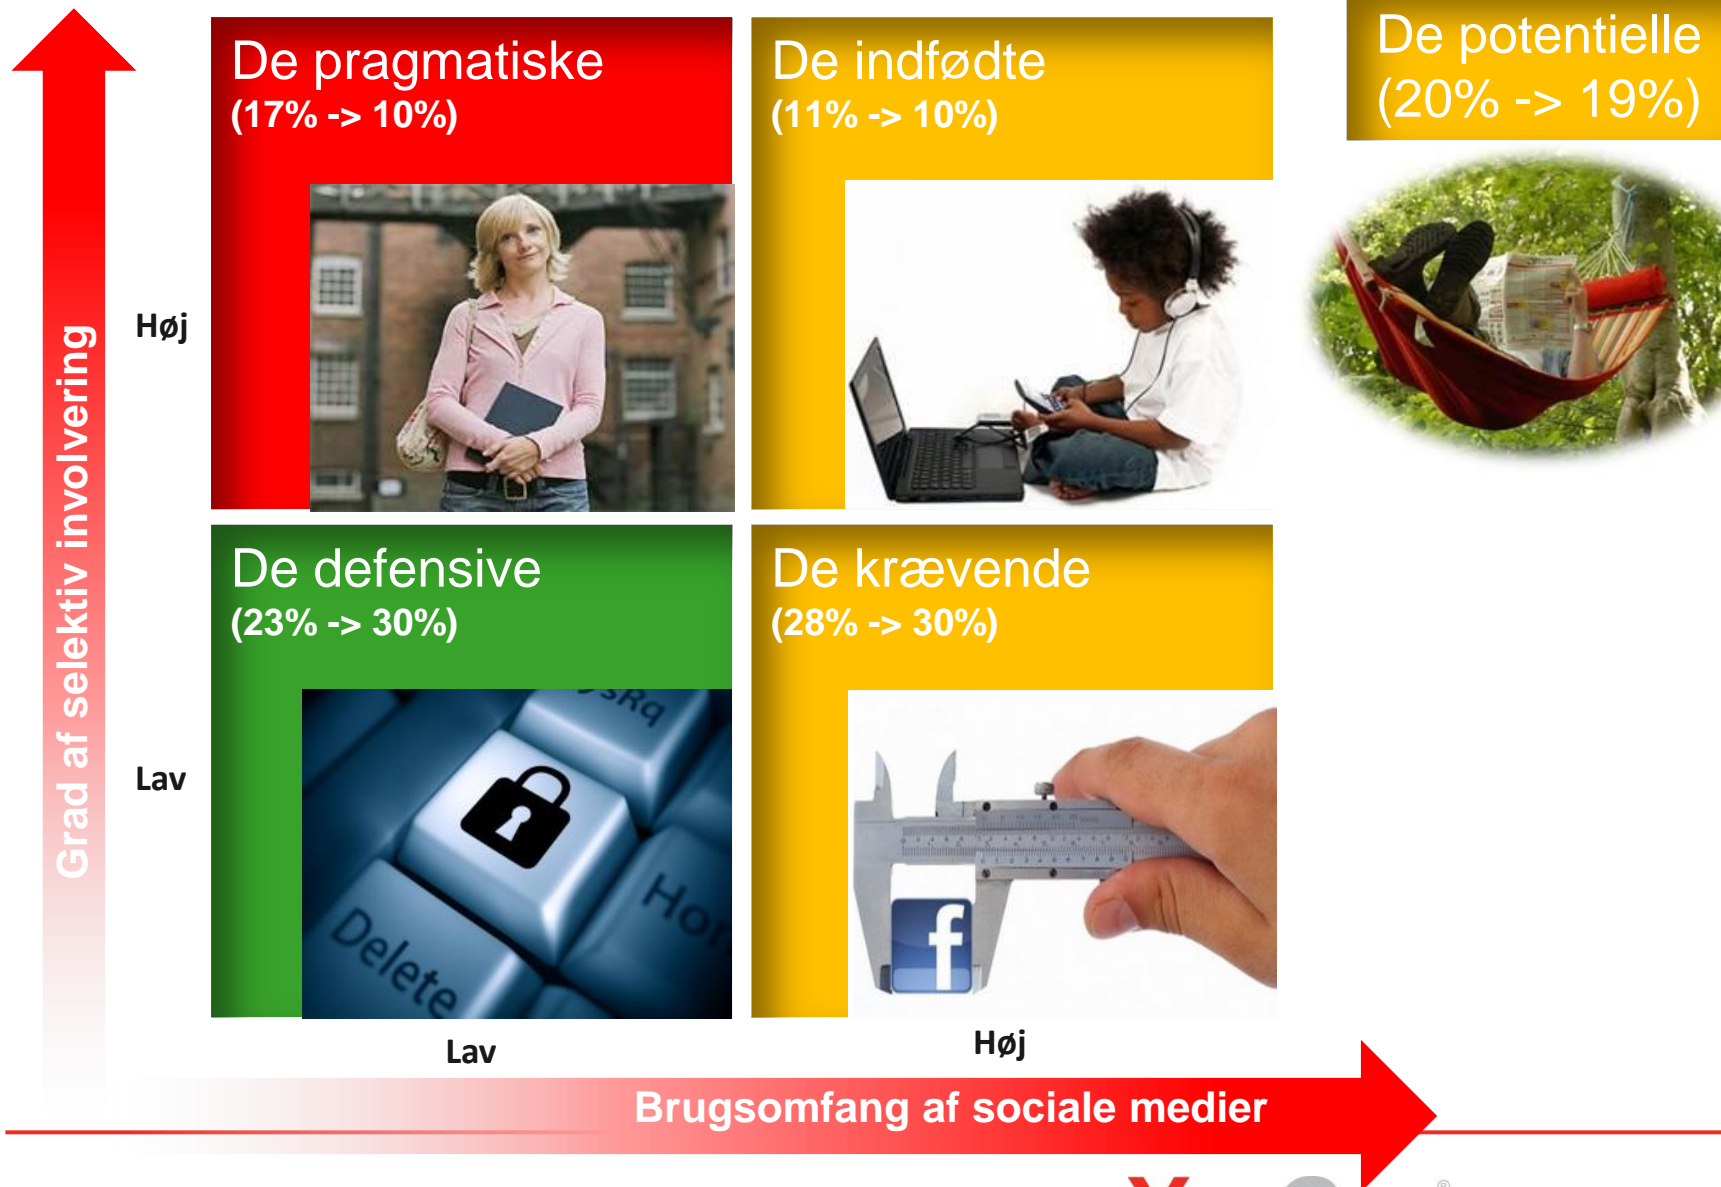 De pragmatiske
(17% -> 10%)
De indfødte
(11% -> 10%)
De potentielle
(20% -> 19%)
Høj
Grad af selektiv involvering
De defensive
(23% -> 30%)
De krævende
(28% -> 30%)
Lav
SysRq
Delete
f
Lav
Høj
Brugsomfang af sociale medier
®